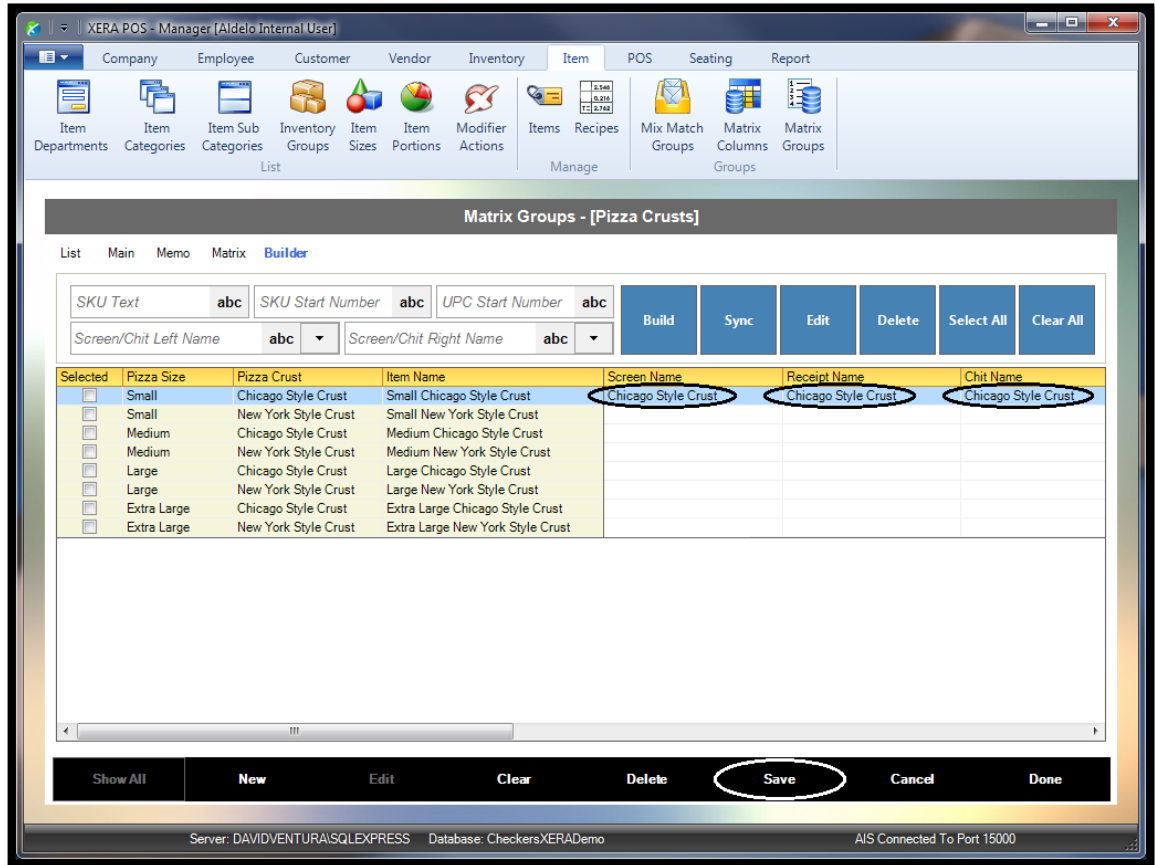 XERA POS - Manager [Aldelo Internal User]
Company Employee Customer Vendor Inventory Item POS Seating Report
Item Departments
Item Categories
Item Sub Categories
Inventory Groups
Item Sizes
Item Portions
Modifier Actions
Items
Recipes
Mix Match Groups
Matrix Columns
Matrix Groups
List Manage Groups
Matrix Groups - [Pizza Crusts]
List Main Memo Matrix Builder
SKU Text abc SKU Start Number abc UPC Start Number abc
Screen/Chit Left Name abc Screen/Chit Right Name abc
Build Sync Edit Delete Select All Clear All
Selected Pizza Size Pizza Crust Item Name Screen Name Receipt Name Chit Name
Small Chicago Style Crust Small Chicago Style Crust Chicago Style Crust Chicago Style Crust Chicago Style Crust
Small New York Style Crust Small New York Style Crust
Medium Chicago Style Crust Medium Chicago Style Crust
Medium New York Style Crust Medium New York Style Crust
Large Chicago Style Crust Large Chicago Style Crust
Large New York Style Crust Large New York Style Crust
Extra Large Chicago Style Crust Extra Large Chicago Style Crust
Extra Large New York Style Crust Extra Large New York Style Crust
Show All New Edit Clear Delete Save Cancel Done
Server: DAVIDVENTURA\SQLEXPRESS Database: CheckersXERADemo AIS Connected To Port 15000